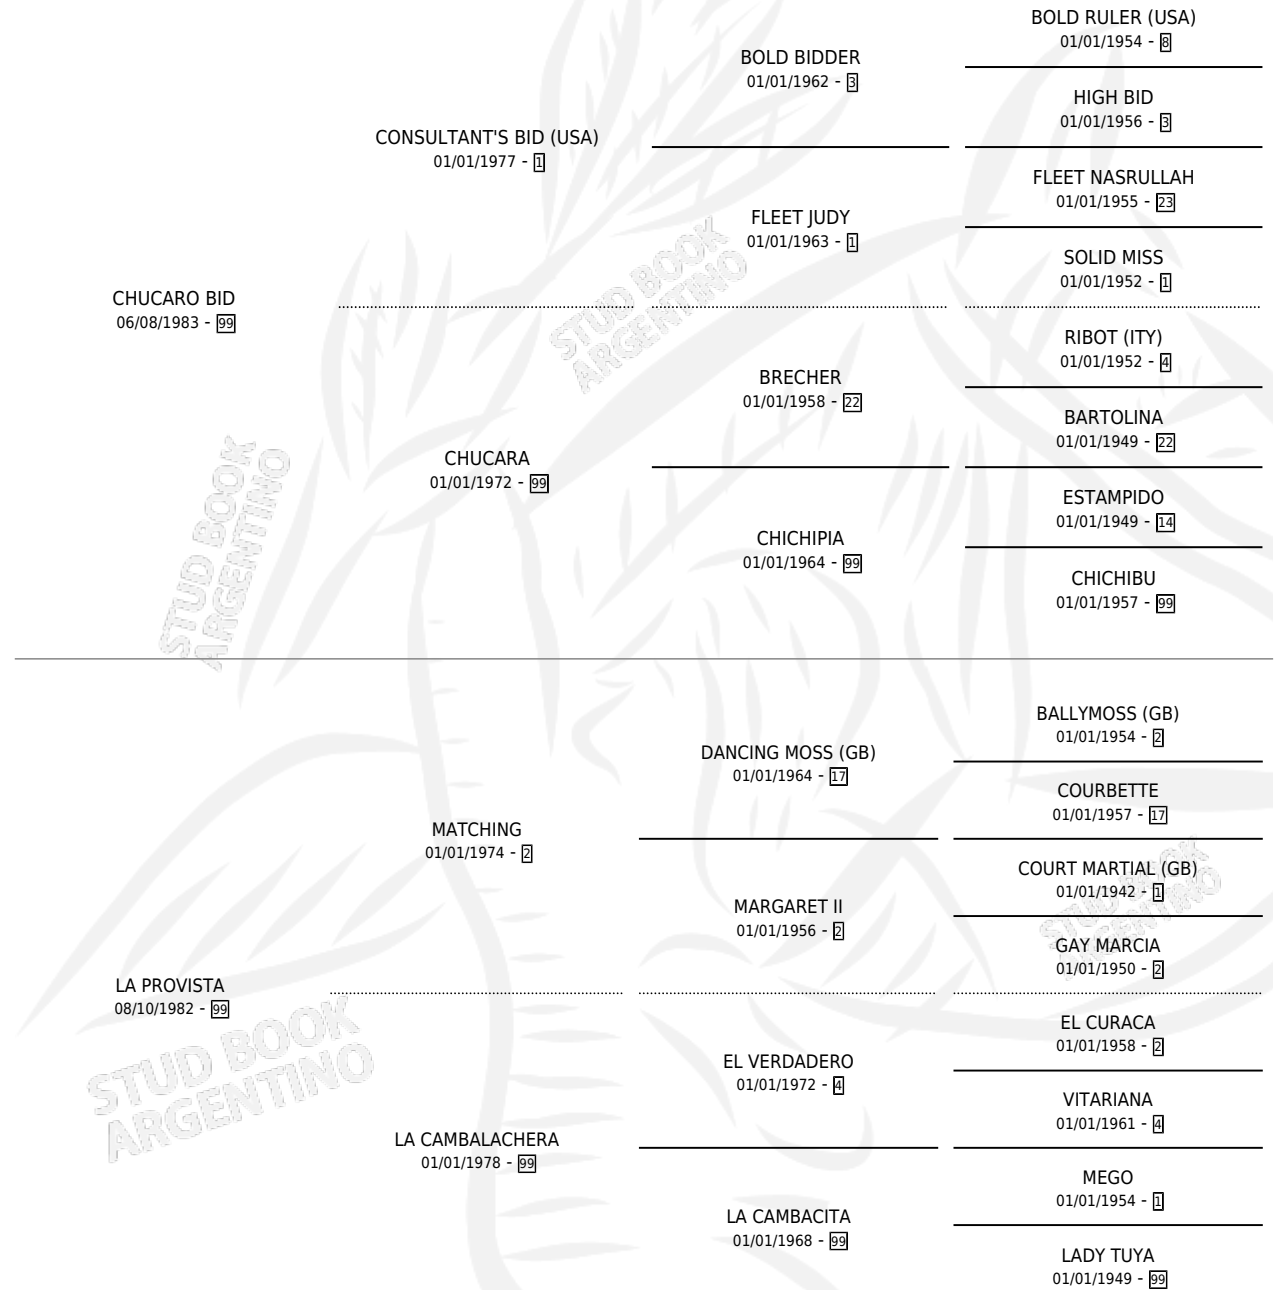 BOLD RULER (USA)
01/01/1954 - 8
BOLD BIDDER
01/01/1962 - 3
HIGH BID
01/01/1956 - 3
CONSULTANT'S BID (USA)
01/01/1977 - 1
FLEET NASRULLAH
01/01/1955 - 23
FLEET JUDY
01/01/1963 - 1
SOLID MISS
01/01/1952 - 1
CHUCARO BID
06/08/1983 - 99
RIBOT (ITY)
01/01/1952 - 4
BRECHER
01/01/1958 - 22
BARTOLINA
01/01/1949 - 22
CHUCARA
01/01/1972 - 99
ESTAMPIDO
01/01/1949 - 14
CHICHIPIA
01/01/1964 - 99
CHICHIBU
01/01/1957 - 99
BALLYMOSS (GB)
01/01/1954 - 2
DANCING MOSS (GB)
01/01/1964 - 17
COURBETTE
01/01/1957 - 17
MATCHING
01/01/1974 - 2
COURT MARTIAL (GB)
01/01/1942 - 1
MARGARET II
01/01/1956 - 2
GAY MARCIA
01/01/1950 - 2
LA PROVISTA
08/10/1982 - 99
EL CURACA
01/01/1958 - 2
EL VERDADERO
01/01/1972 - 4
VITARIANA
01/01/1961 - 4
LA CAMBALACHERA
01/01/1978 - 99
MEGO
01/01/1954 - 1
LA CAMBACITA
01/01/1968 - 99
LADY TUYA
01/01/1949 - 99
STUD BOOK
ARGENTINO
STUD BOOK
ARGENTINO
STUD BOOK
ARGENTINO
STUD BOOK
ARGENTINO